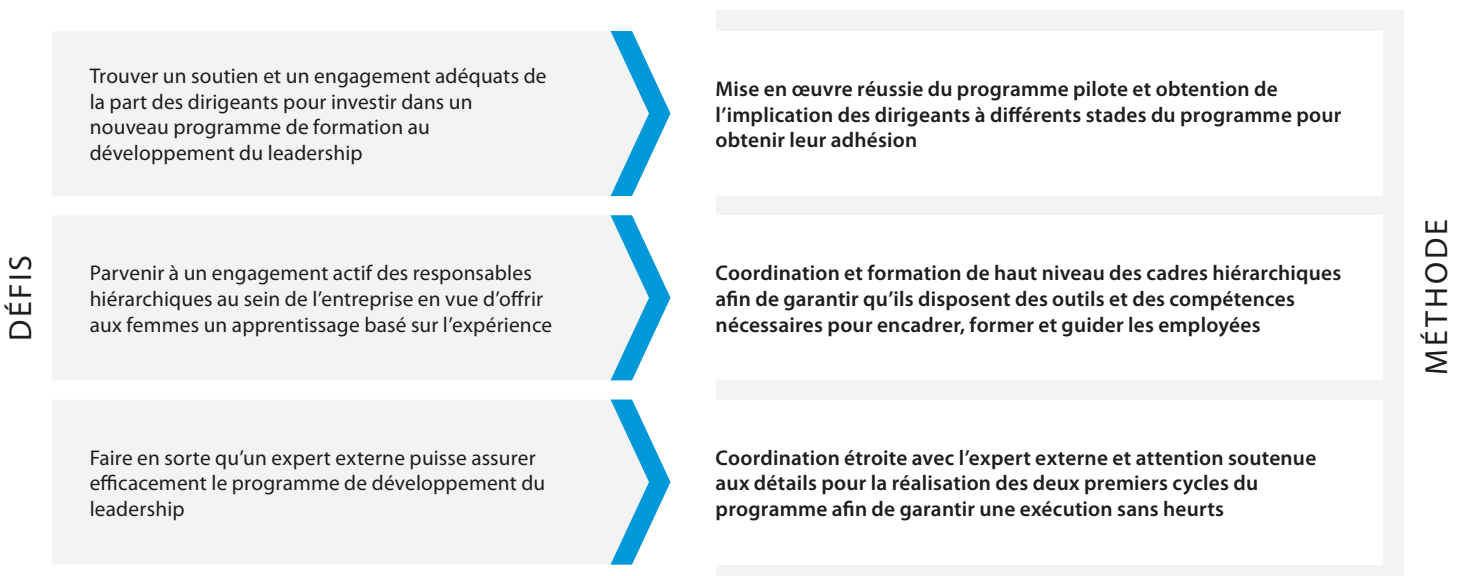 DÉFIS
Trouver un soutien et un engagement adéquats de
la part des dirigeants pour investir dans un
nouveau programme de formation au
développement du leadership
Mise en œuvre réussie du programme pilote et obtention de
l’implication des dirigeants à différents stades du programme pour
obtenir leur adhésion
Parvenir à un engagement actif des responsables
hiérarchiques au sein de l’entreprise en vue d’offrir
aux femmes un apprentissage basé sur l’expérience
Coordination et formation de haut niveau des cadres hiérarchiques
afin de garantir qu’ils disposent des outils et des compétences
nécessaires pour encadrer, former et guider les employées
Faire en sorte qu’un expert externe puisse assurer
efficacement le programme de développement du
leadership
Coordination étroite avec l’expert externe et attention soutenue
aux détails pour la réalisation des deux premiers cycles du
programme afin de garantir une exécution sans heurts
MÉTHODE